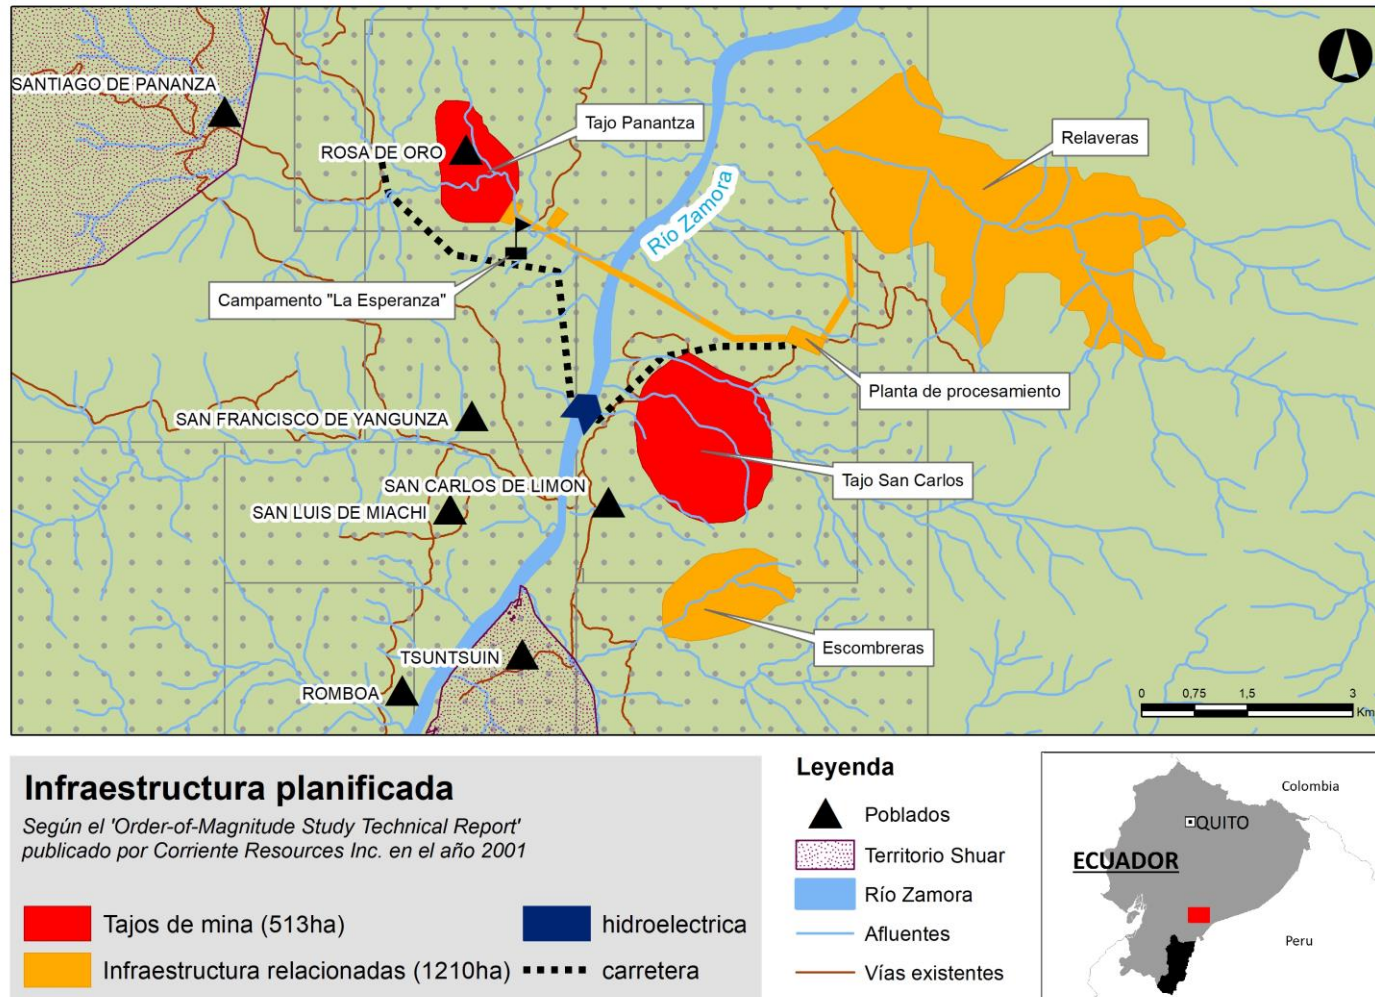 SANTIAGO DE PANANZA
ROSA DE ORO
Tajo Panantza
Relaveras
Río Zamora
Campamento "La Esperanza"
Planta de procesamiento
SAN FRANCISCO DE YANGUNZA
SAN CARLOS DE LIMON
Tajo San Carlos
SAN LUIS DE MIACHI
Escombreras
TSUNTSUIN
ROMBOA
0 0,75 1,5 3
Km
Infraestructura planificada
Según el 'Order-of-Magnitude Study Technical Report'
publicado por Corriente Resources Inc. en el año 2001
Tajos de mina (513ha)
hidroelectrica
Infraestructura relacionadas (1210ha)
carretera
Leyenda
Poblados
Territorio Shuar
Río Zamora
Afluentes
Vías existentes
Colombia
QUITO
ECUADOR
Peru